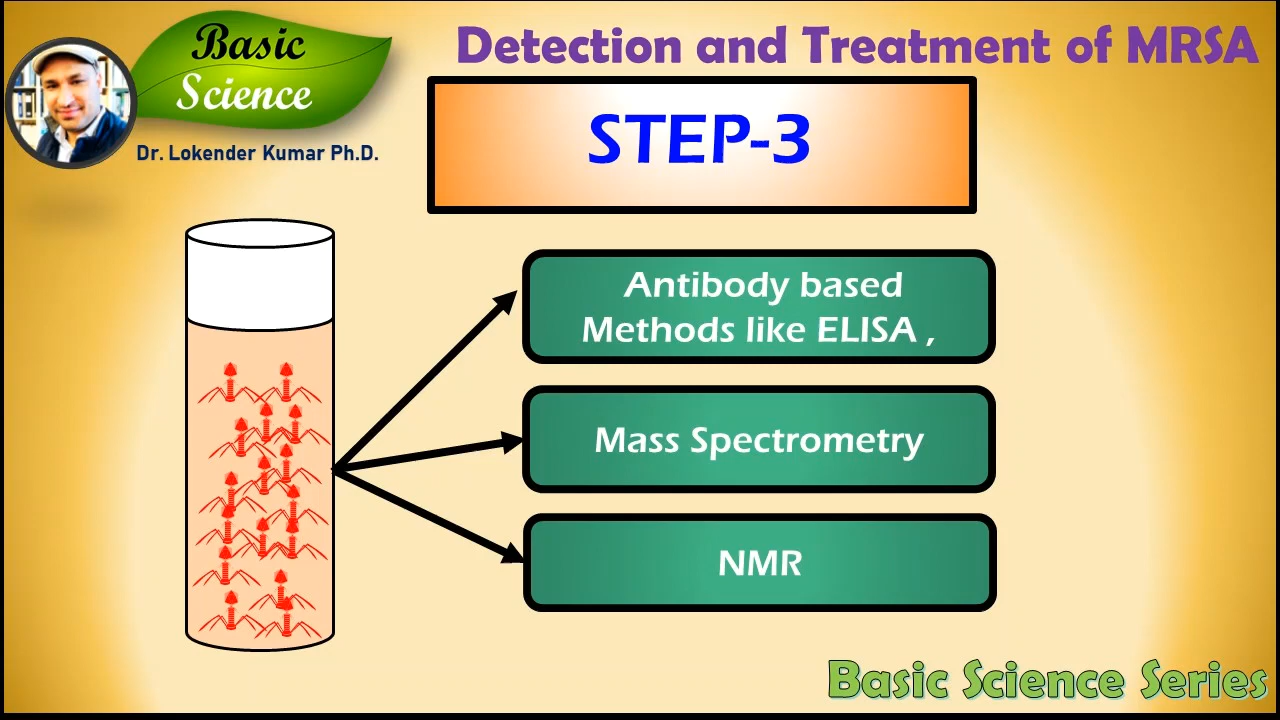 Basic
Science
Dr. Lokender Kumar Ph.D.
Detection and Treatment of MRSA
STEP-3
Antibody based
Methods like ELISA ,
Mass Spectrometry
NMR
Basic Science Series